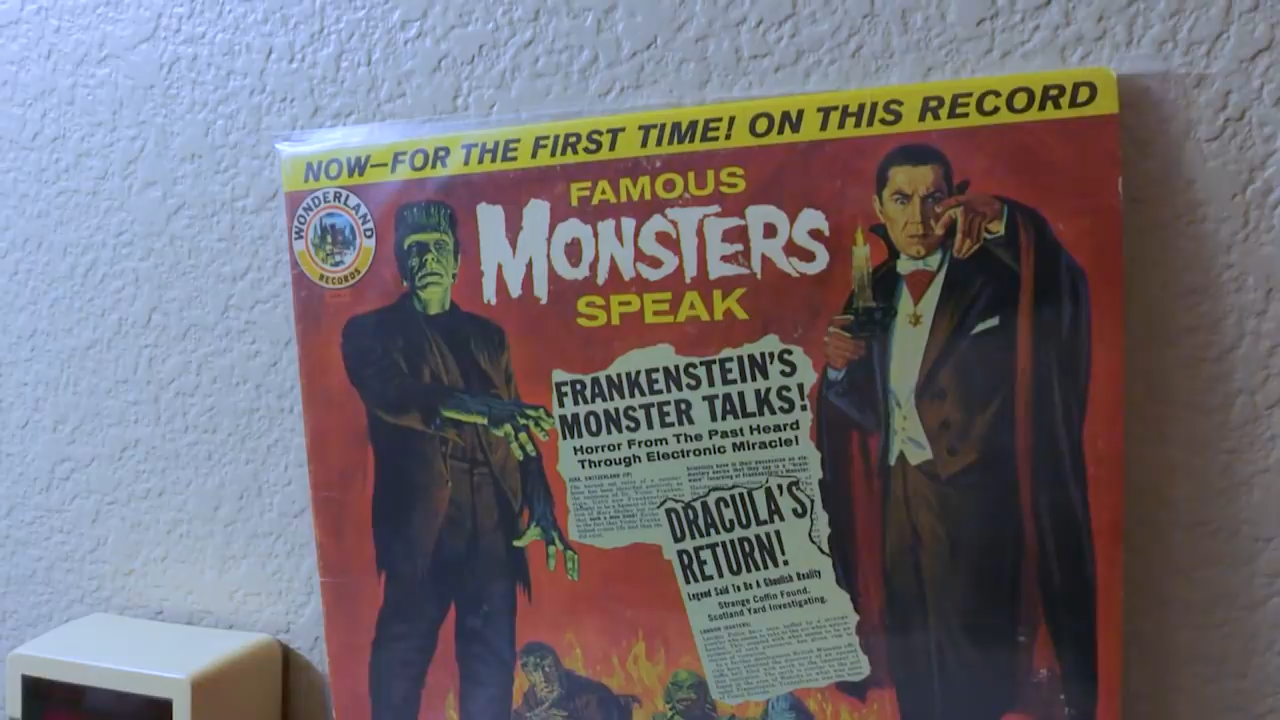 NOW—FOR THE FIRST TIME! ON THIS RECORD
WONDERLAND
RECORDS
FAMOUS
MONSTERS
SPEAK
FRANKENSTEIN'S
MONSTER TALKS!
Horror From The Past Heard
Through Electronic Miracle!
DRACULA'S
RETURN!
Legend Said To Be A Ghoulish Reality
Strange Coffin Found.
Scotland Yard Investigating.